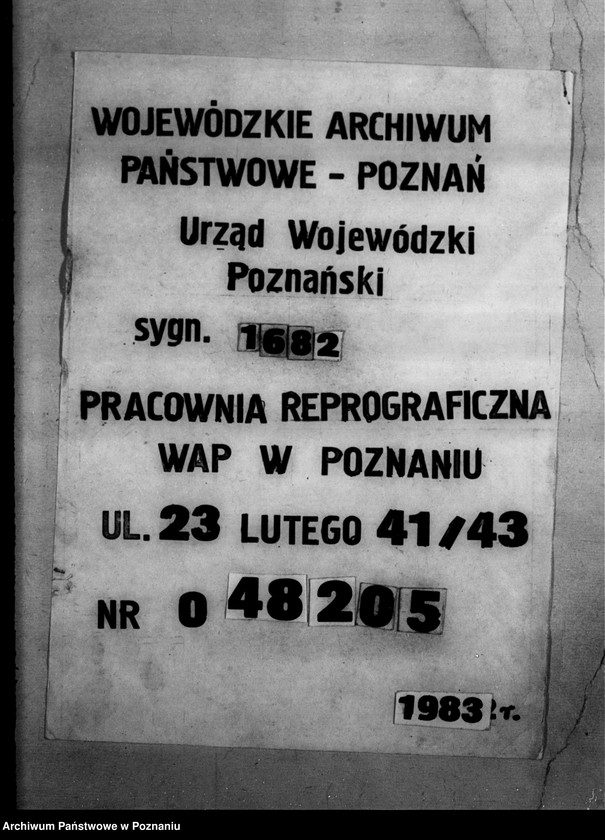 WOJEWÓDZKIE ARCHIWUM
PAŃSTWOWE - POZNAŃ
Urząd Wojewódzki
Poznański
sygn. 1682
PRACOWNIA REPROGRAFICZNA
WAP W POZNANIU
UL. 23 LUTEGO 41/43
NR 0 48205
1983 r.
Archiwum Państwowe w Poznaniu